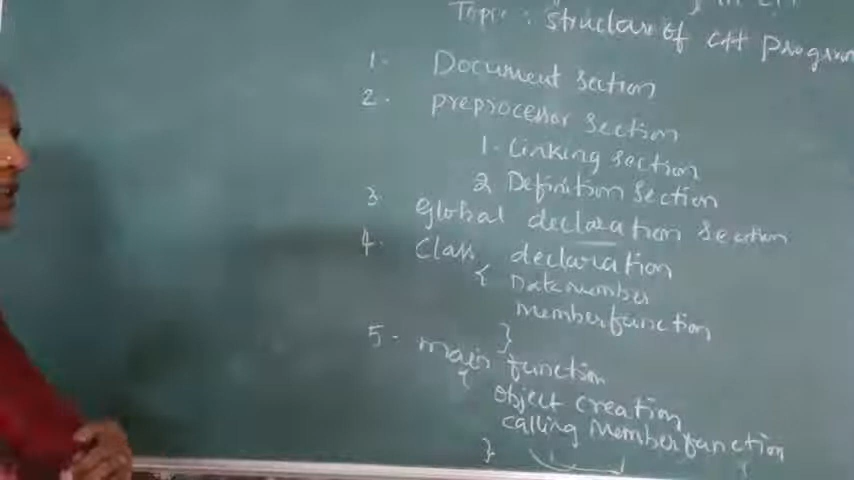 Topic : Structure of C++ Program
1. Document Section
2. preprocessor Section
1. Linking section
2 Definition Section
3 Global declaration Section
4. Class declaration
{ Data number
member function
}
5. main function
{
object creation
calling member function
}